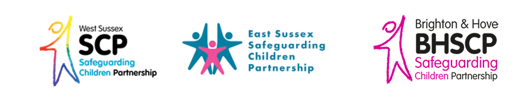 West Sussex
SCP
Safeguarding
Children Partnership
East Sussex
Safeguarding
Children
Partnership
Brighton & Hove
BHSCP
Safeguarding
Children Partnership